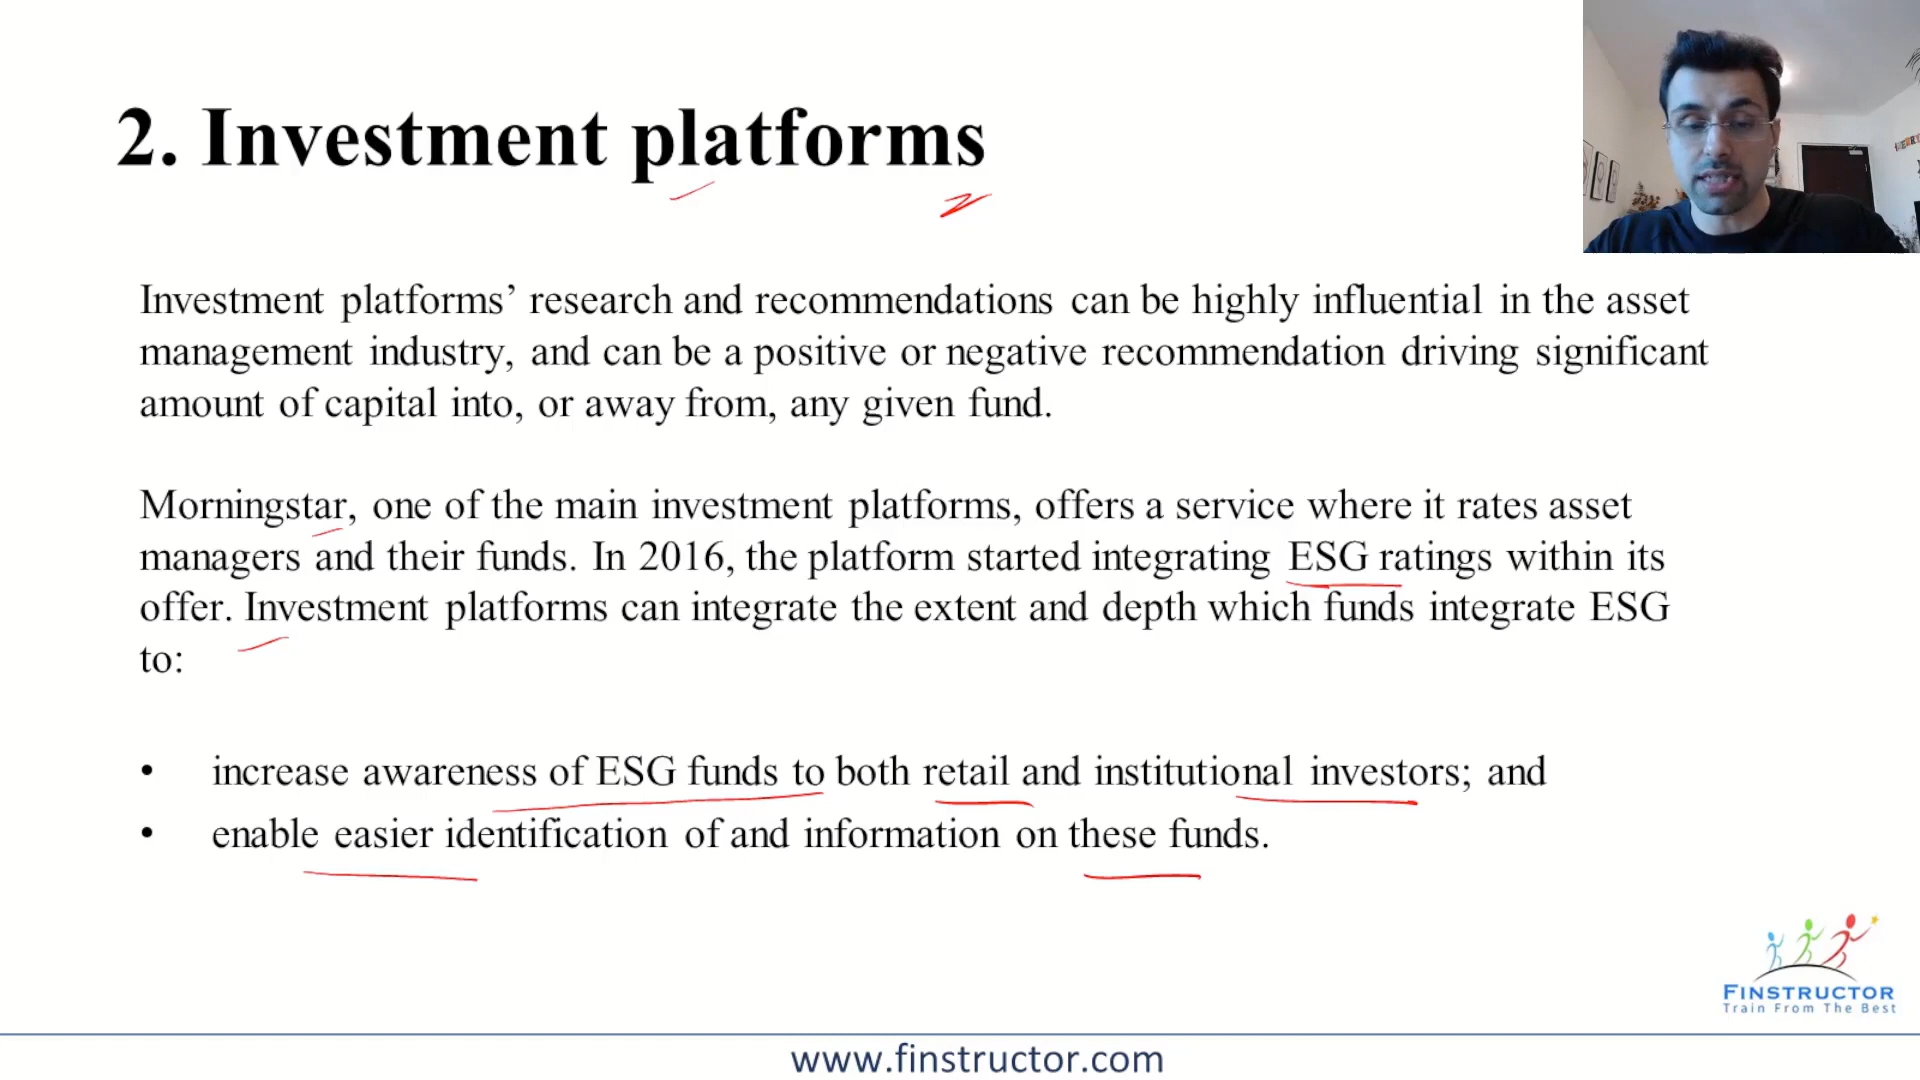 2. Investment platforms
Investment platforms’ research and recommendations can be highly influential in the asset
management industry, and can be a positive or negative recommendation driving significant
amount of capital into, or away from, any given fund.
Morningstar, one of the main investment platforms, offers a service where it rates asset
managers and their funds. In 2016, the platform started integrating ESG ratings within its
offer. Investment platforms can integrate the extent and depth which funds integrate ESG
to:
• increase awareness of ESG funds to both retail and institutional investors; and
• enable easier identification of and information on these funds.
FINSTRUCTOR
Train From The Best
www.finstructor.com